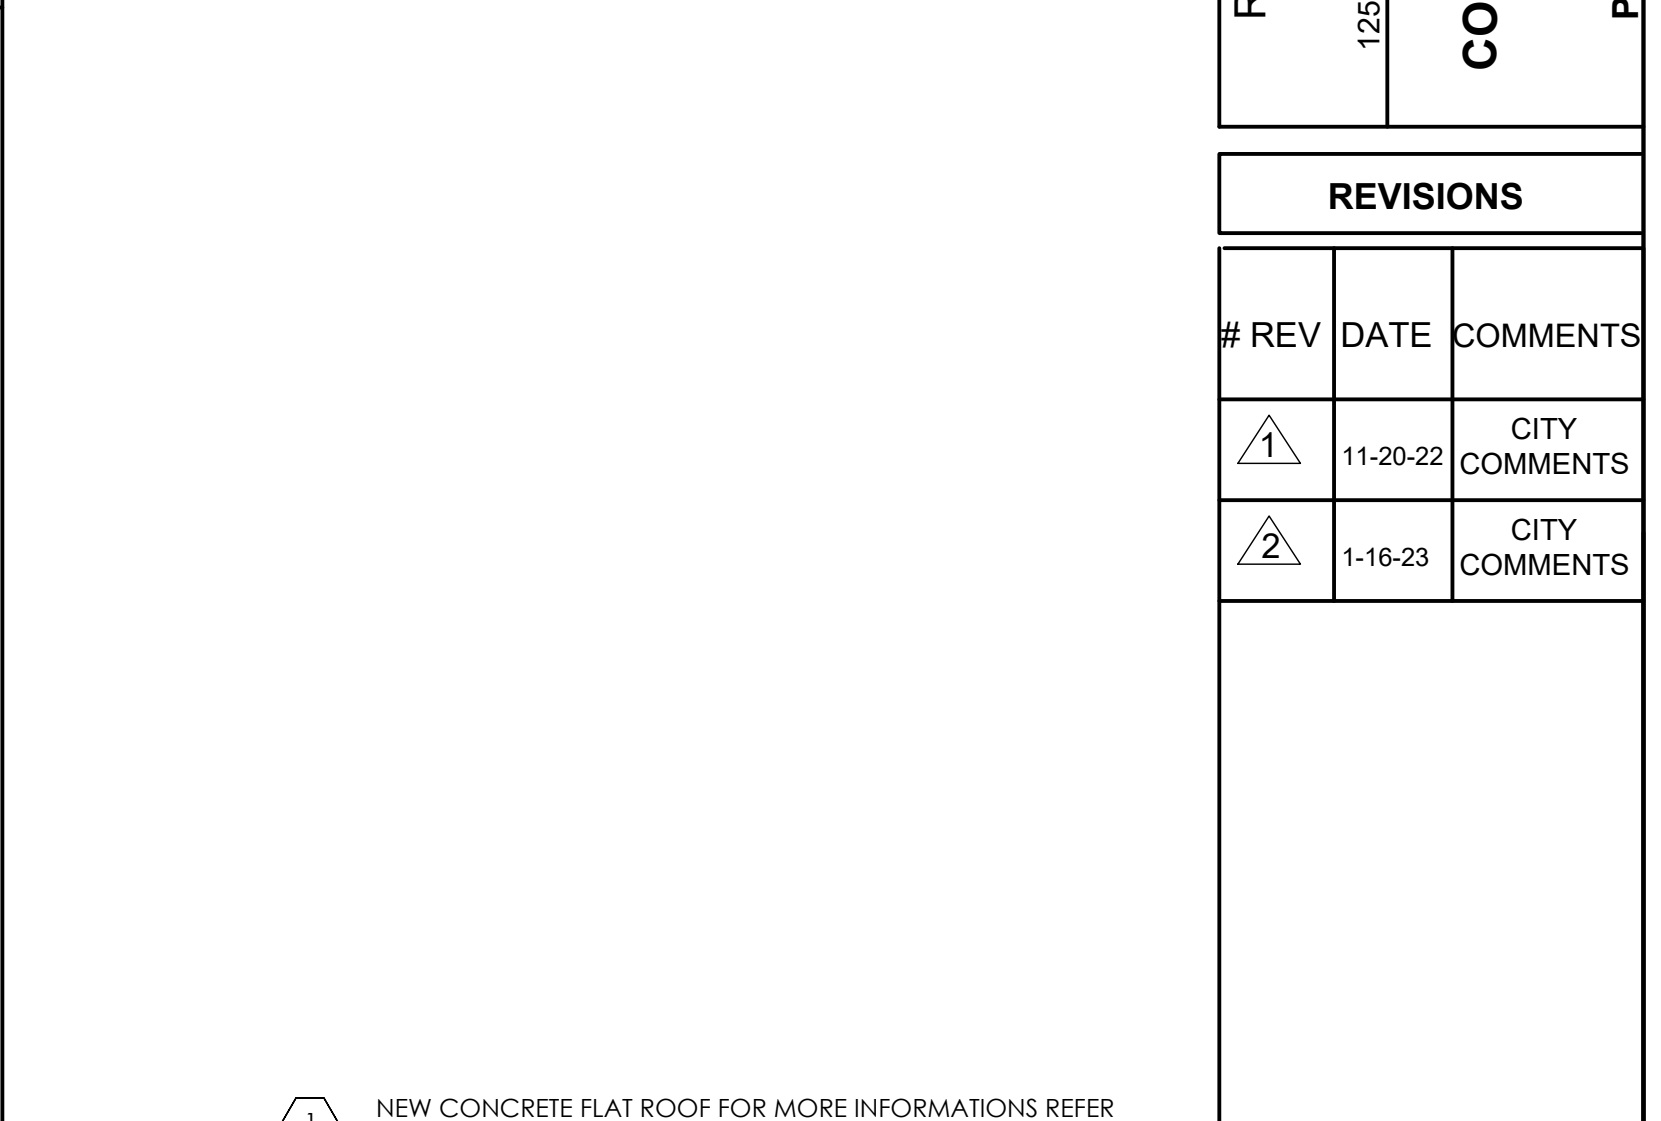 125
CO
REVISIONS
# REV DATE COMMENTS
1 11-20-22 CITY COMMENTS
2 1-16-23 CITY COMMENTS
1 NEW CONCRETE FLAT ROOF FOR MORE INFORMATIONS REFER